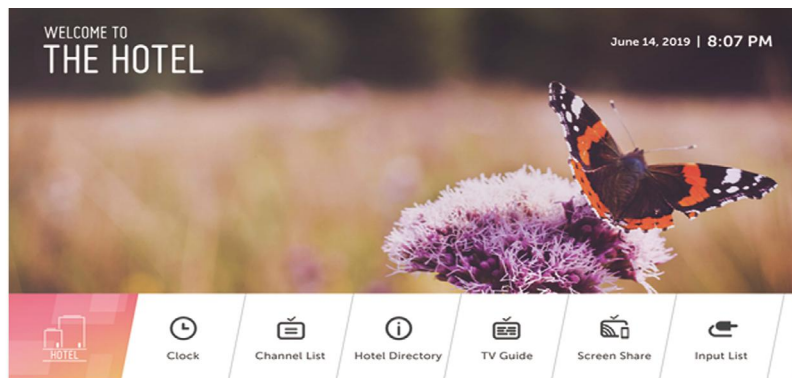 WELCOME TO
THE HOTEL
June 14, 2019 | 8:07 PM
HOTEL
Clock
Channel List
Hotel Directory
TV Guide
Screen Share
Input List